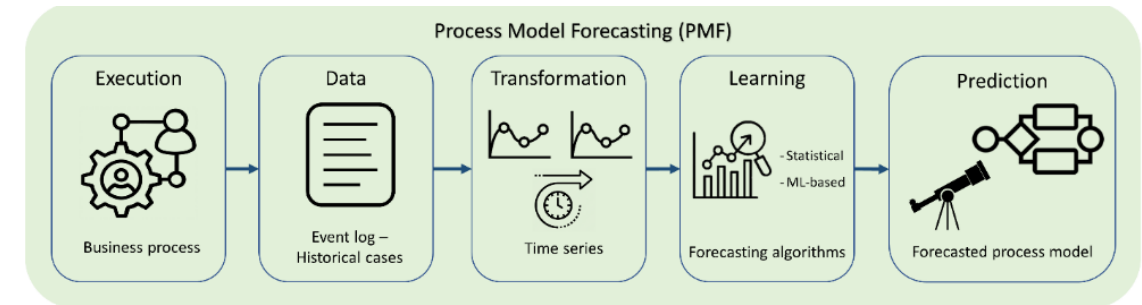 Process Model Forecasting (PMF)
Execution
Business process
Data
Event log –
Historical cases
Transformation
Time series
Learning
- Statistical
- ML-based
Forecasting algorithms
Prediction
Forecasted process model